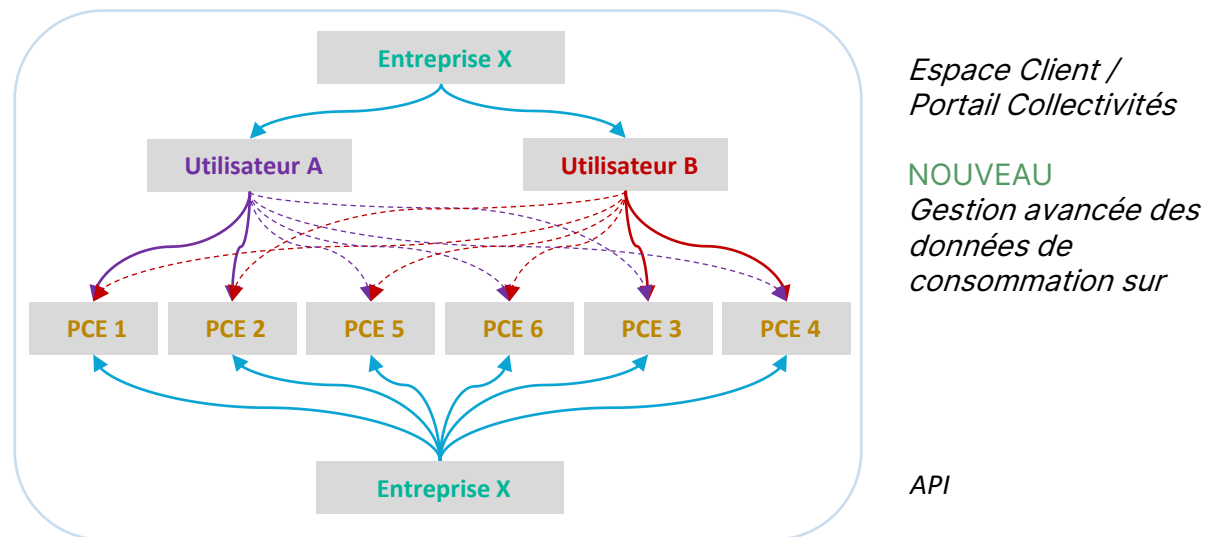 Entreprise X
Espace Client /
Portail Collectivités
Utilisateur A
Utilisateur B
NOUVEAU
Gestion avancée des
données de
consommation sur
PCE 1
PCE 2
PCE 5
PCE 6
PCE 3
PCE 4
Entreprise X
API